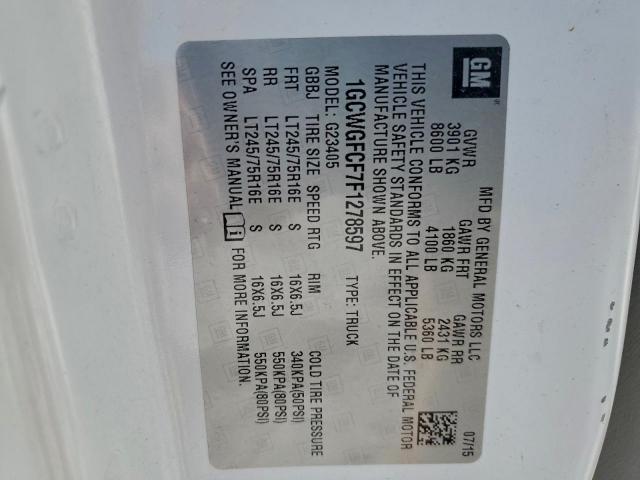 GM
MFD BY GENERAL MOTORS LLC 07/15
GVWR GAWR FRT GAWR RR
3901 KG 1860 KG 2431 KG
8600 LB 4100 LB 5360 LB
THIS VEHICLE CONFORMS TO ALL APPLICABLE U.S. FEDERAL MOTOR
VEHICLE SAFETY STANDARDS IN EFFECT ON THE DATE OF
MANUFACTURE SHOWN ABOVE.
1GCWGFCF7F1278597 TYPE: TRUCK
MODEL: G23405
GBBJ TIRE SIZE SPEED RTG RIM COLD TIRE PRESSURE
FRT LT245/75R16E S 16X6.5J 340KPA(50PSI)
RR LT245/75R16E S 16X6.5J 550KPA(80PSI)
SPA LT245/75R16E S 16X6.5J 550KPA(80PSI)
SEE OWNER'S MANUAL i FOR MORE INFORMATION.